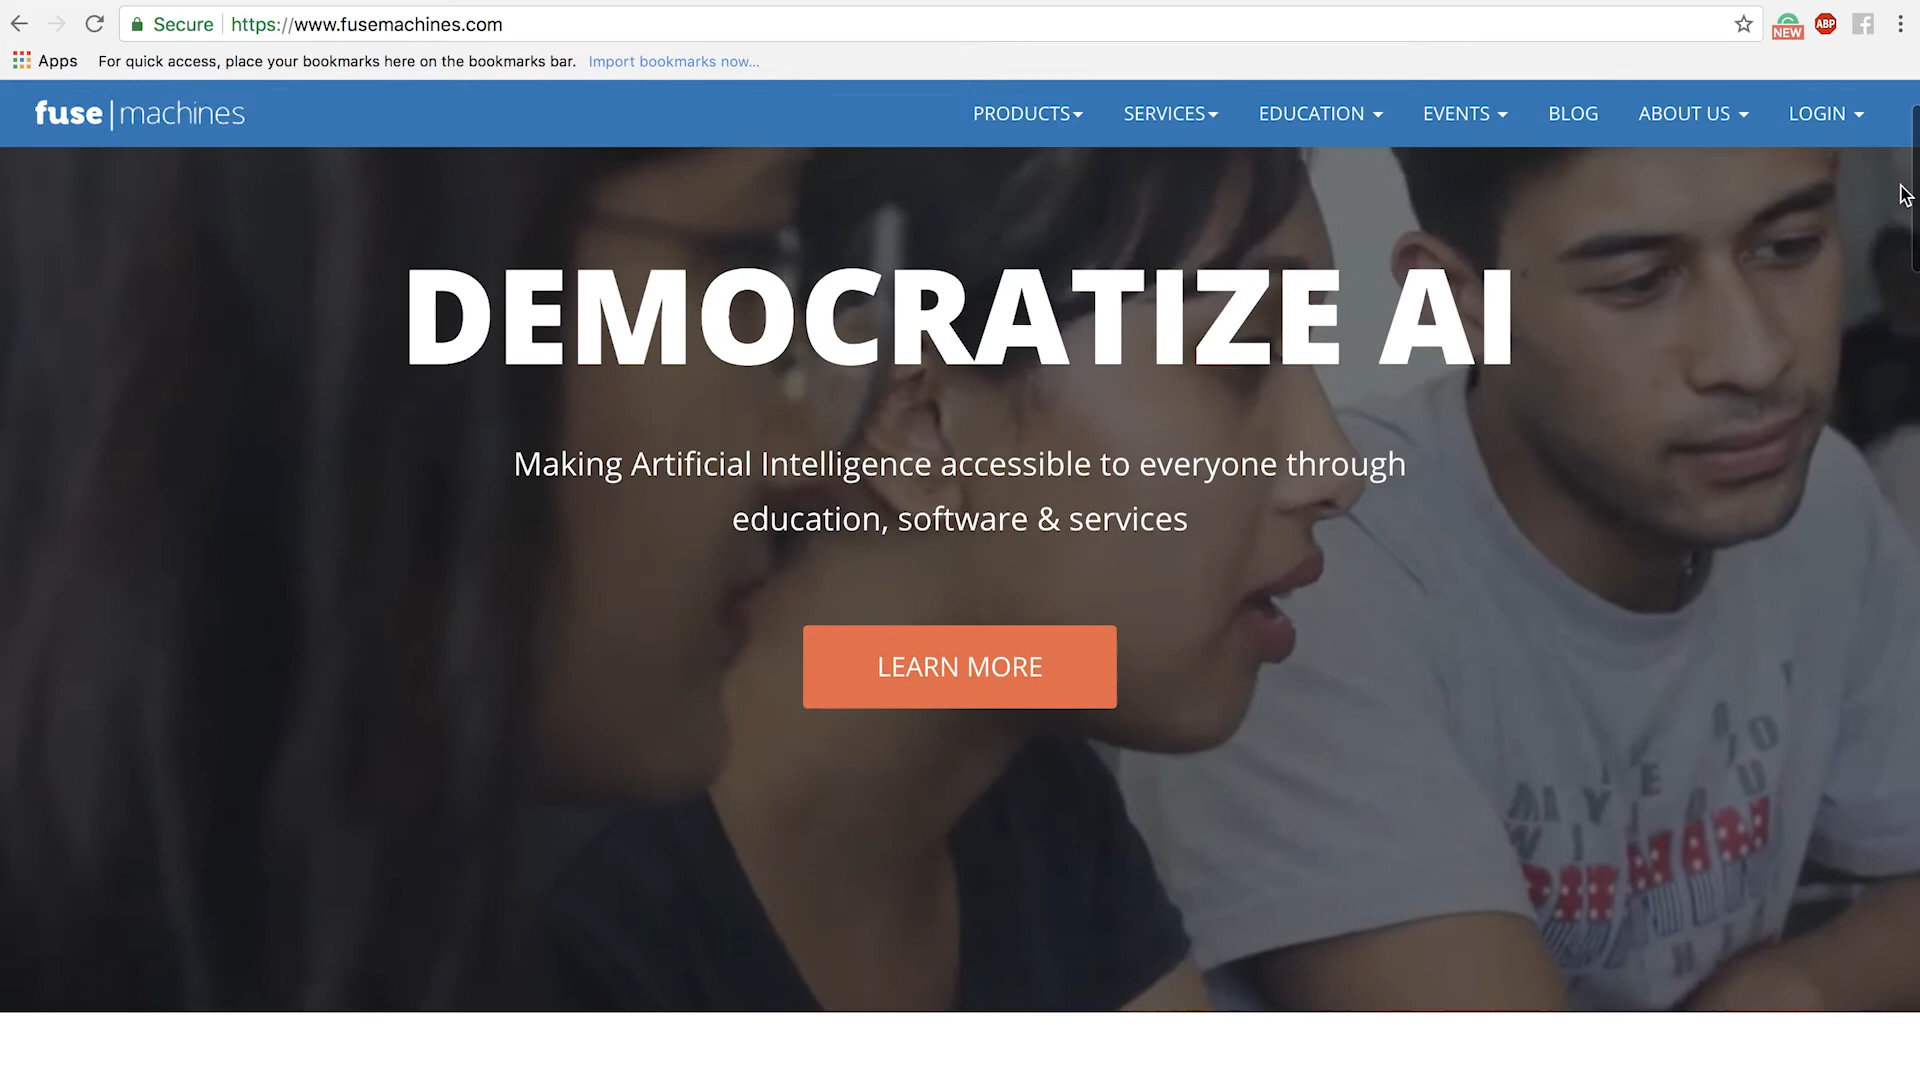 Secure https://www.fusemachines.com
NEW
ABP
Apps For quick access, place your bookmarks here on the bookmarks bar. Import bookmarks now...
fuse|machines PRODUCTS SERVICES EDUCATION EVENTS BLOG ABOUT US LOGIN
DEMOCRATIZE AI
Making Artificial Intelligence accessible to everyone through
education, software & services
LEARN MORE